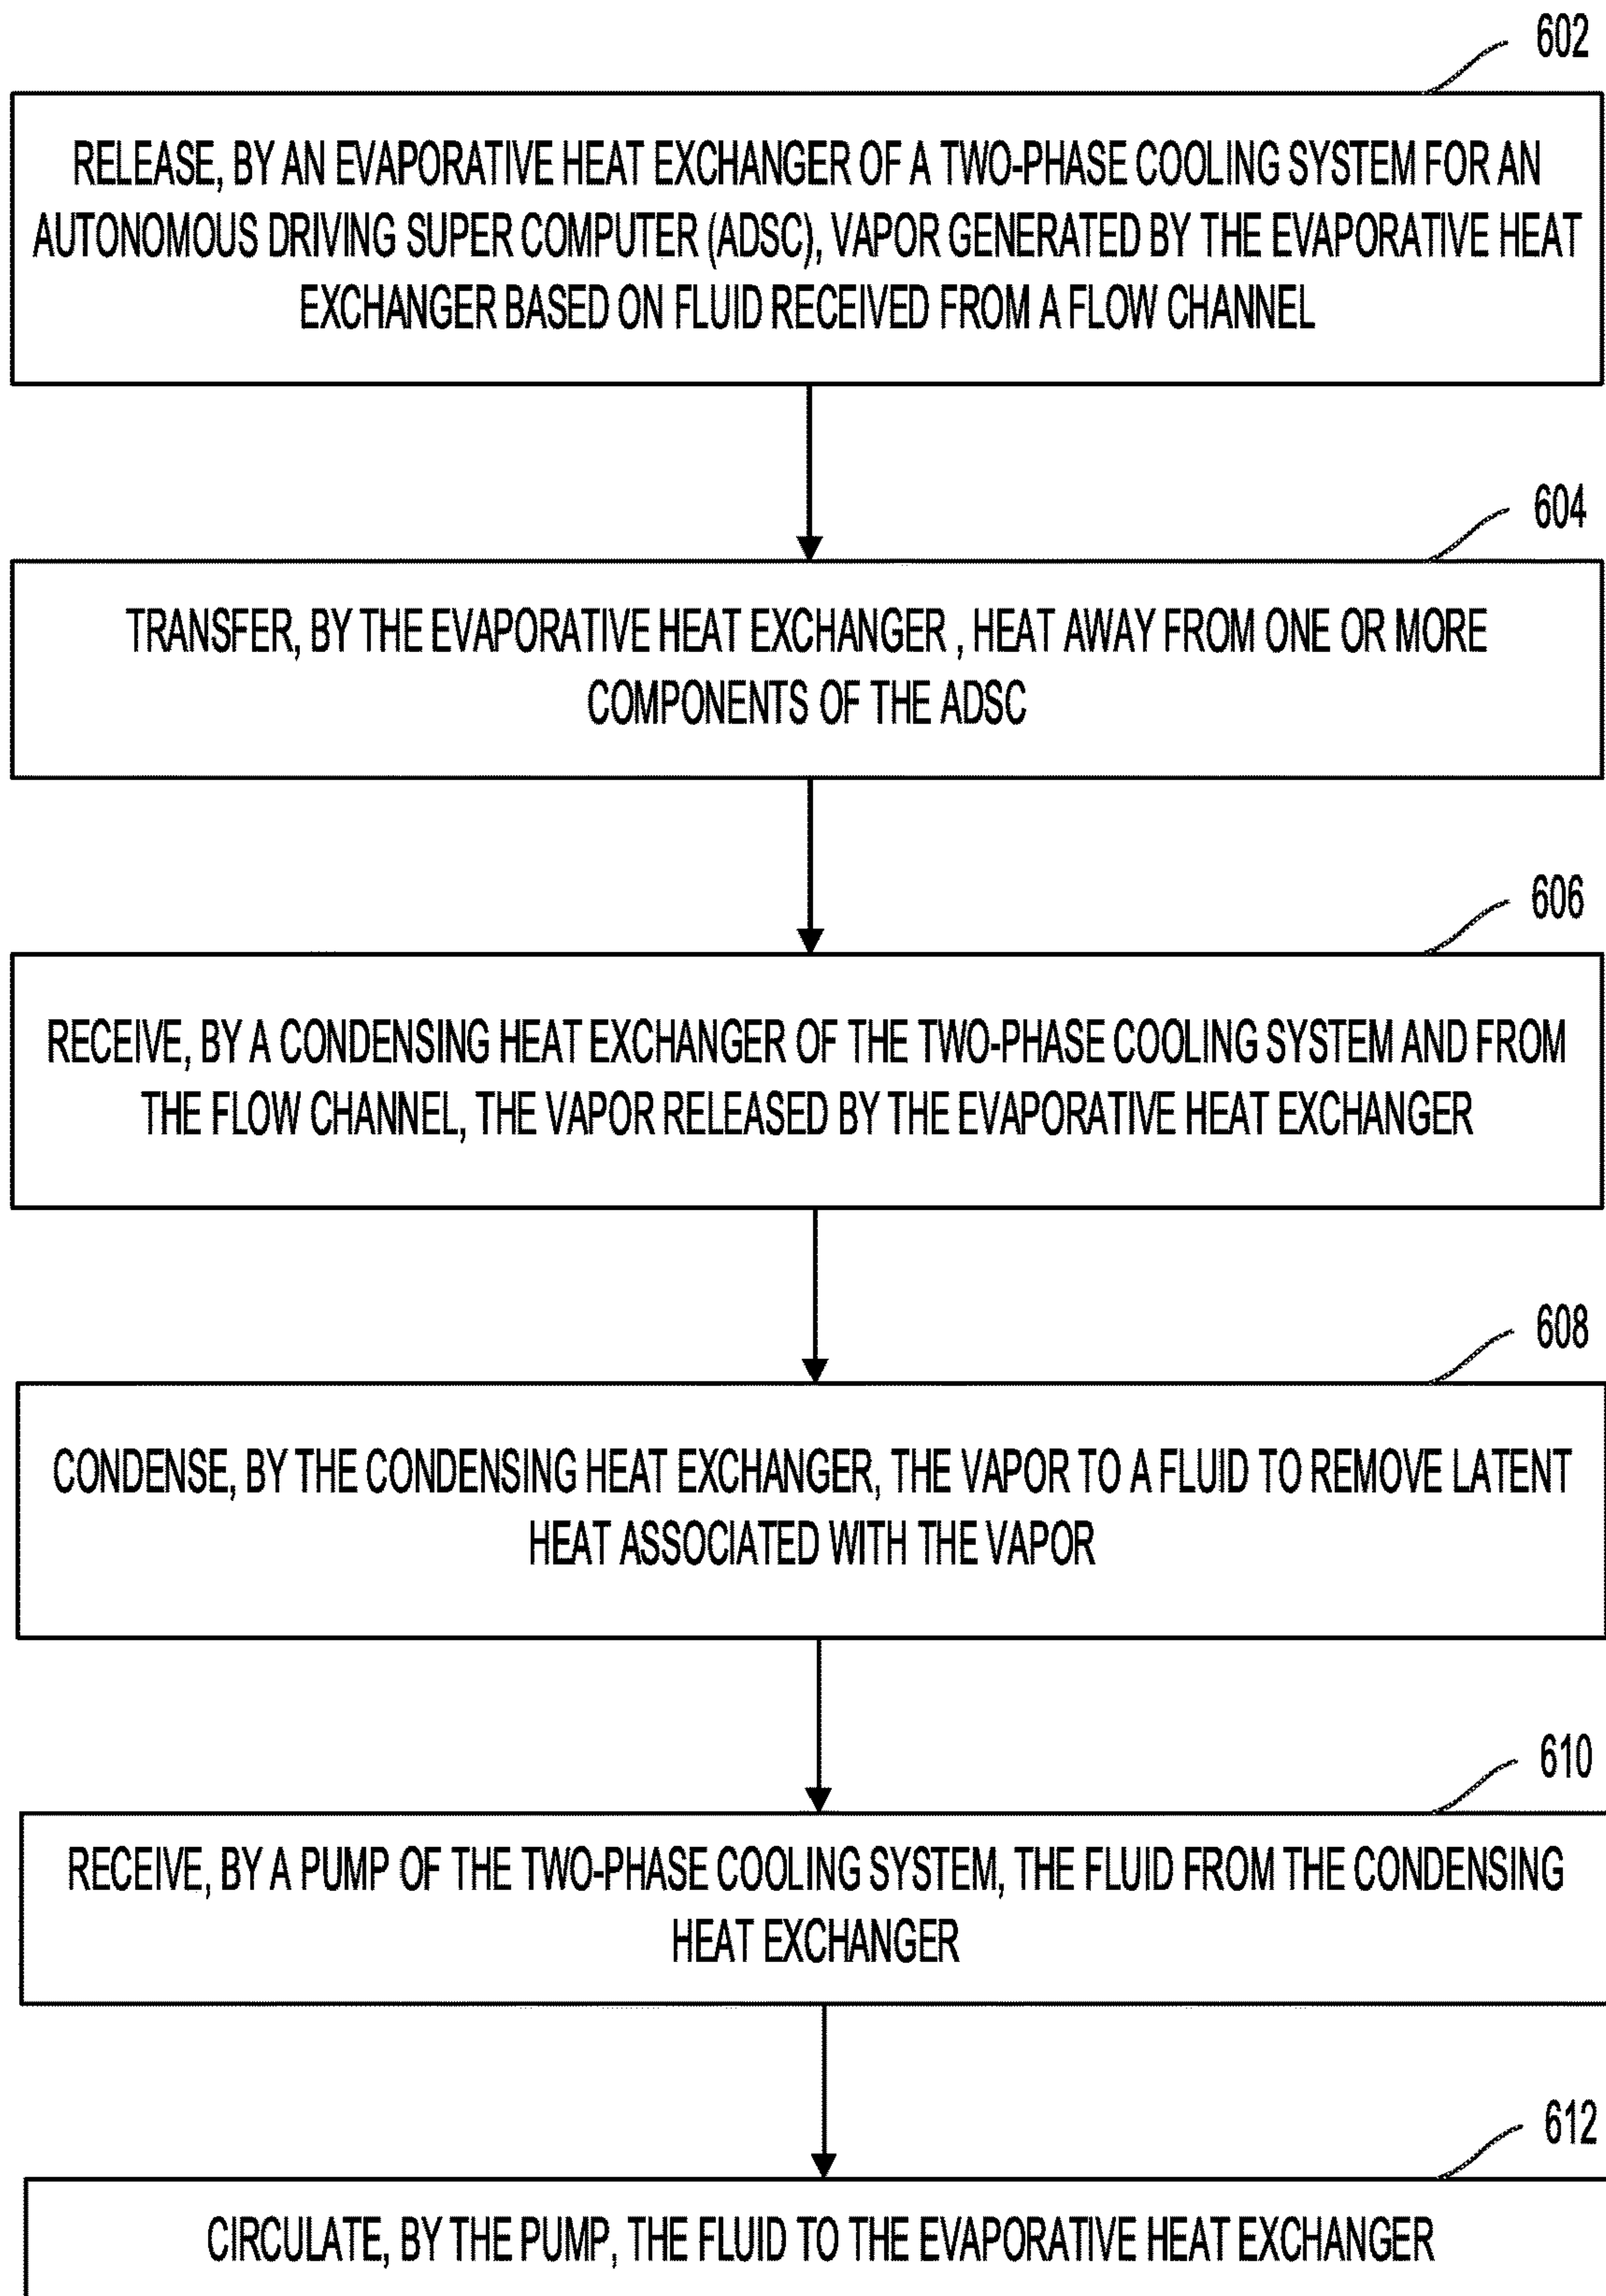 602
RELEASE, BY AN EVAPORATIVE HEAT EXCHANGER OF A TWO-PHASE COOLING SYSTEM FOR AN
AUTONOMOUS DRIVING SUPER COMPUTER (ADSC), VAPOR GENERATED BY THE EVAPORATIVE HEAT
EXCHANGER BASED ON FLUID RECEIVED FROM A FLOW CHANNEL
604
TRANSFER, BY THE EVAPORATIVE HEAT EXCHANGER , HEAT AWAY FROM ONE OR MORE
COMPONENTS OF THE ADSC
606
RECEIVE, BY A CONDENSING HEAT EXCHANGER OF THE TWO-PHASE COOLING SYSTEM AND FROM
THE FLOW CHANNEL, THE VAPOR RELEASED BY THE EVAPORATIVE HEAT EXCHANGER
608
CONDENSE, BY THE CONDENSING HEAT EXCHANGER, THE VAPOR TO A FLUID TO REMOVE LATENT
HEAT ASSOCIATED WITH THE VAPOR
610
RECEIVE, BY A PUMP OF THE TWO-PHASE COOLING SYSTEM, THE FLUID FROM THE CONDENSING
HEAT EXCHANGER
612
CIRCULATE, BY THE PUMP, THE FLUID TO THE EVAPORATIVE HEAT EXCHANGER